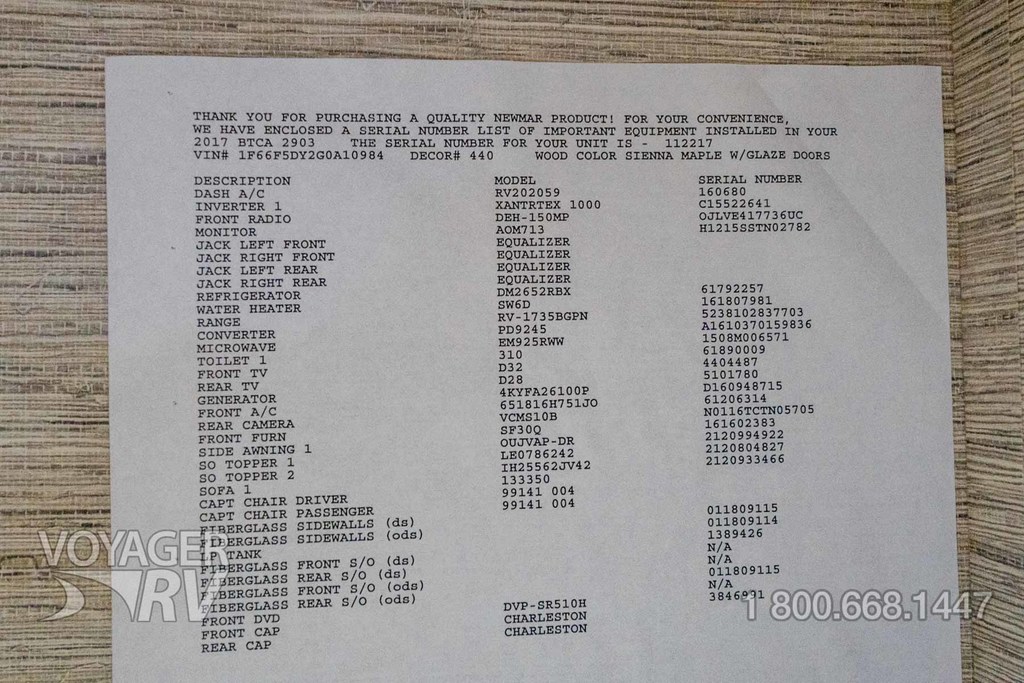 THANK YOU FOR PURCHASING A QUALITY NEWMAR PRODUCT! FOR YOUR CONVENIENCE,
WE HAVE ENCLOSED A SERIAL NUMBER LIST OF IMPORTANT EQUIPMENT INSTALLED IN YOUR
2017 BTCA 2903 THE SERIAL NUMBER FOR YOUR UNIT IS - 112217
VIN# 1F66F5DY2G0A10984 DECOR# 440 WOOD COLOR SIENNA MAPLE W/GLAZE DOORS
DESCRIPTION MODEL SERIAL NUMBER
DASH A/C RV202059 160680
INVERTER 1 XANTRTEX 1000 C15522641
FRONT RADIO DEH-150MP OJLVE417736UC
MONITOR AOM713 H1215SSTN02782
JACK LEFT FRONT EQUALIZER
JACK RIGHT FRONT EQUALIZER
JACK LEFT REAR EQUALIZER
JACK RIGHT REAR EQUALIZER
REFRIGERATOR DM2652RBX 61792257
WATER HEATER SW6D 161807981
RANGE RV-1735BGPN 5238102837703
CONVERTER PD9245 A1610370159836
MICROWAVE EM925RWW 1508M006571
TOILET 1 310 61890009
FRONT TV D32 4404487
REAR TV D28 5101780
GENERATOR 4KYFA26100P D160948715
FRONT A/C 651816H751JO 61206314
REAR CAMERA VCMS10B N0116TCTN05705
FRONT FURN SF30Q 161602383
SIDE AWNING 1 OUJVAP-DR 2120994922
SO TOPPER 1 LE0786242 2120804827
SO TOPPER 2 IH25562JV42 2120933466
SOFA 1 133350
CAPT CHAIR DRIVER 99141 004
CAPT CHAIR PASSENGER 99141 004
FIBERGLASS SIDEWALLS (ds) 011809115
FIBERGLASS SIDEWALLS (ods) 011809114
LP TANK 1389426
FIBERGLASS FRONT S/O (ds) N/A
FIBERGLASS REAR S/O (ds) N/A
FIBERGLASS FRONT S/O (ods) 011809115
FIBERGLASS REAR S/O (ods) N/A
FRONT DVD DVP-SR510H 3846991
FRONT CAP CHARLESTON
REAR CAP CHARLESTON
VOYAGER
RV
1 800.668.1447